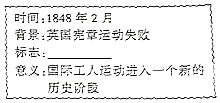 时间:1848 年 2 月
背景:英国宪章运动失败
标志:
意义:国际工人运动进入一个新的
历史阶段